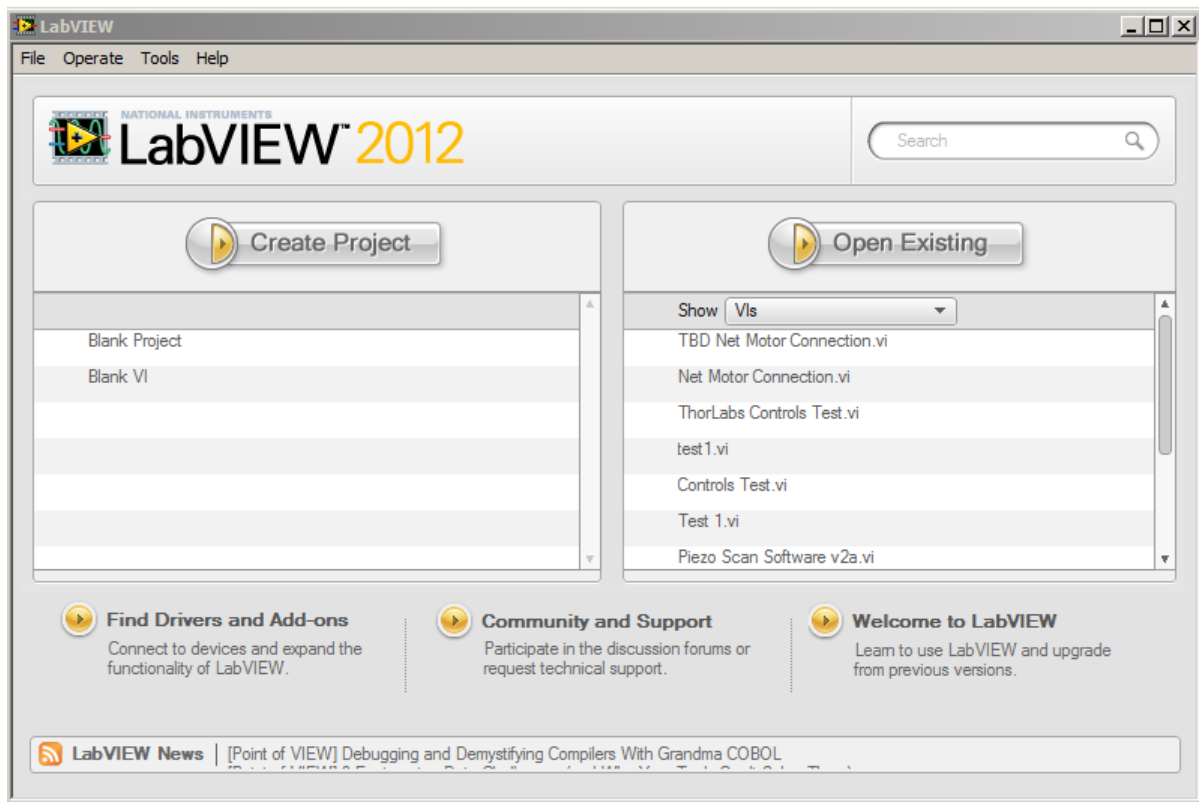 LabVIEW
File Operate Tools Help
NATIONAL INSTRUMENTS
LabVIEW™ 2012
Search
Create Project
Blank Project
Blank VI
Open Existing
Show VIs
TBD Net Motor Connection.vi
Net Motor Connection.vi
ThorLabs Controls Test.vi
test1.vi
Controls Test.vi
Test 1.vi
Piezo Scan Software v2a.vi
Find Drivers and Add-ons
Connect to devices and expand the
functionality of LabVIEW.
Community and Support
Participate in the discussion forums or
request technical support.
Welcome to LabVIEW
Learn to use LabVIEW and upgrade
from previous versions.
LabVIEW News | [Point of VIEW] Debugging and Demystifying Compilers With Grandma COBOL